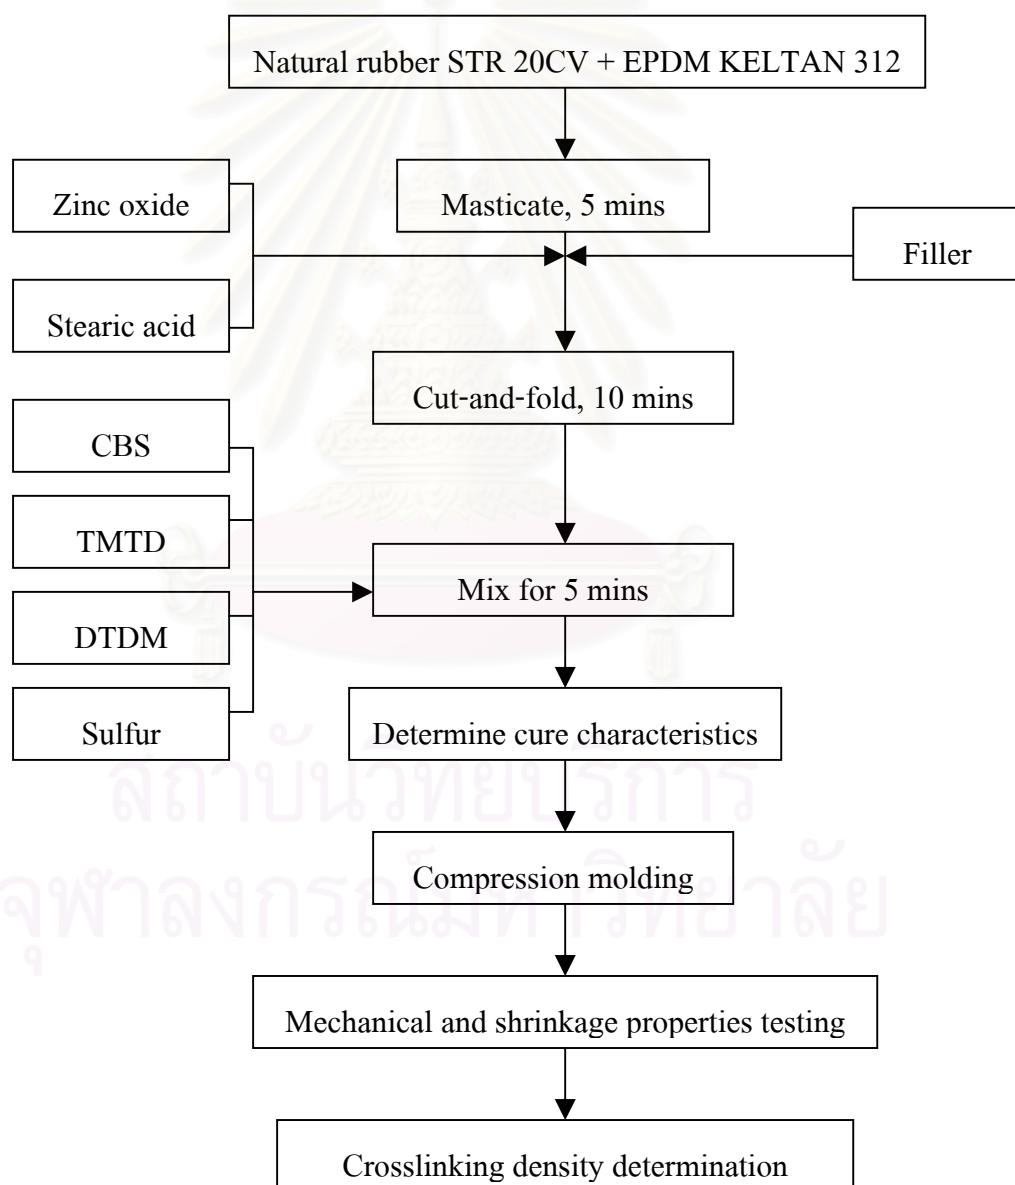 Natural rubber STR 20CV + EPDM KELTAN 312
Zinc oxide
Masticate, 5 mins
Filler
Stearic acid
Cut-and-fold, 10 mins
CBS
TMTD
Mix for 5 mins
DTDM
Sulfur
Determine cure characteristics
สถาบันวิทยบริการ
Compression molding
จุฬาลงกรณ์มหาวิทยาลัย
Mechanical and shrinkage properties testing
Crosslinking density determination